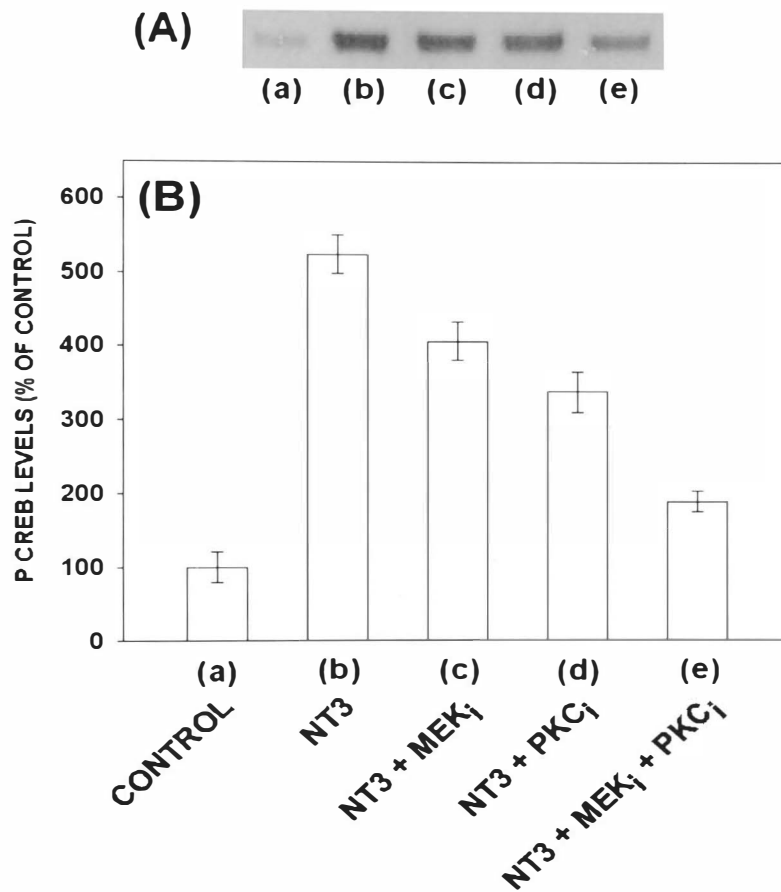 (A)
(a) (b) (c) (d) (e)
(B)
P CREB LEVELS (% OF CONTROL)
600
500
400
300
200
100
0
(a) (b) (c) (d) (e)
CONTROL
NT3
NT3 + MEKi
NT3 + PKCi
NT3 + MEKi + PKCi